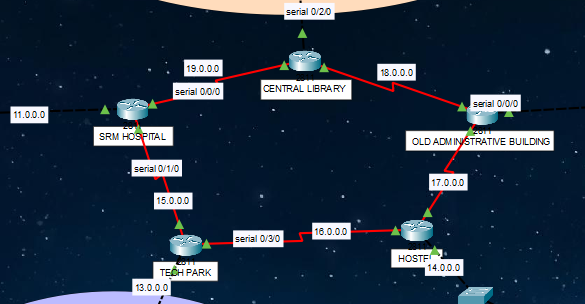 serial 0/2/0
19.0.0.0
18.0.0.0
serial 0/0/0
CENTRAL LIBRARY
serial 0/0/0
11.0.0.0
SRM HOSPITAL
OLD ADMINISTRATIVE BUILDING
serial 0/1/0
17.0.0.0
15.0.0.0
serial 0/3/0
16.0.0.0
TECH PARK
14.0.0.0
13.0.0.0